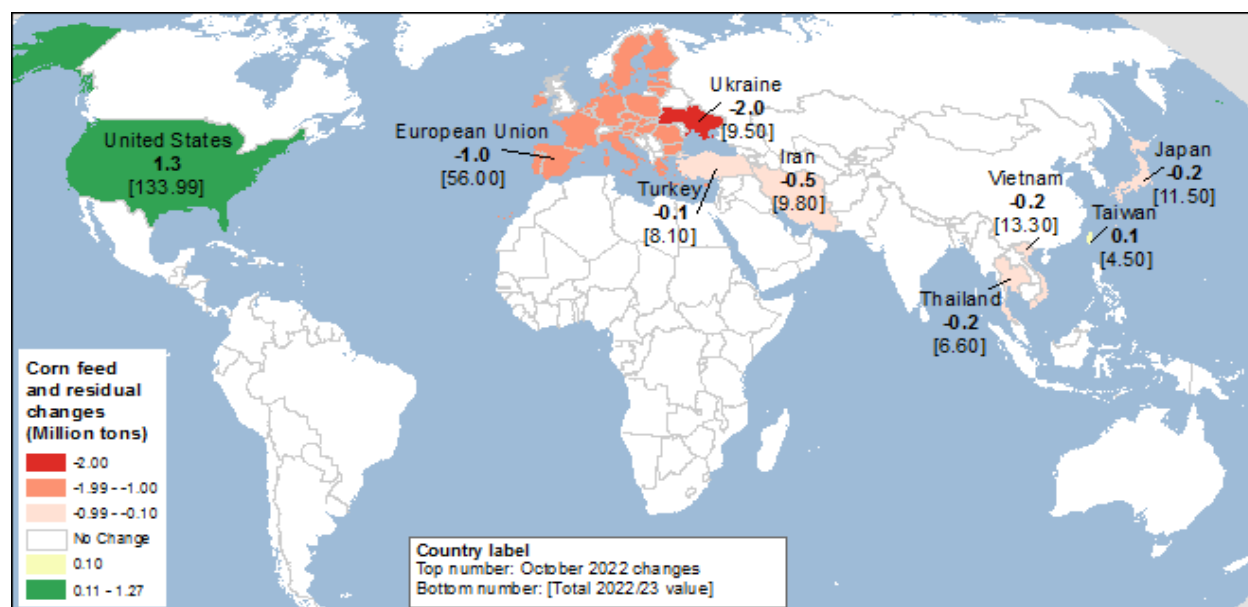 United States
1.3
[133.99]
European Union
-1.0
[56.00]
Ukraine
-2.0
[9.50]
Turkey
-0.1
[8.10]
Iran
-0.5
[9.80]
Vietnam
-0.2
[13.30]
Japan
-0.2
[11.50]
Taiwan
0.1
[4.50]
Thailand
-0.2
[6.60]
Corn feed
and residual
changes
(Million tons)
-2.00
-1.99 - -1.00
-0.99 - -0.10
No Change
0.10
0.11 - 1.27
Country label
Top number: October 2022 changes
Bottom number: [Total 2022/23 value]